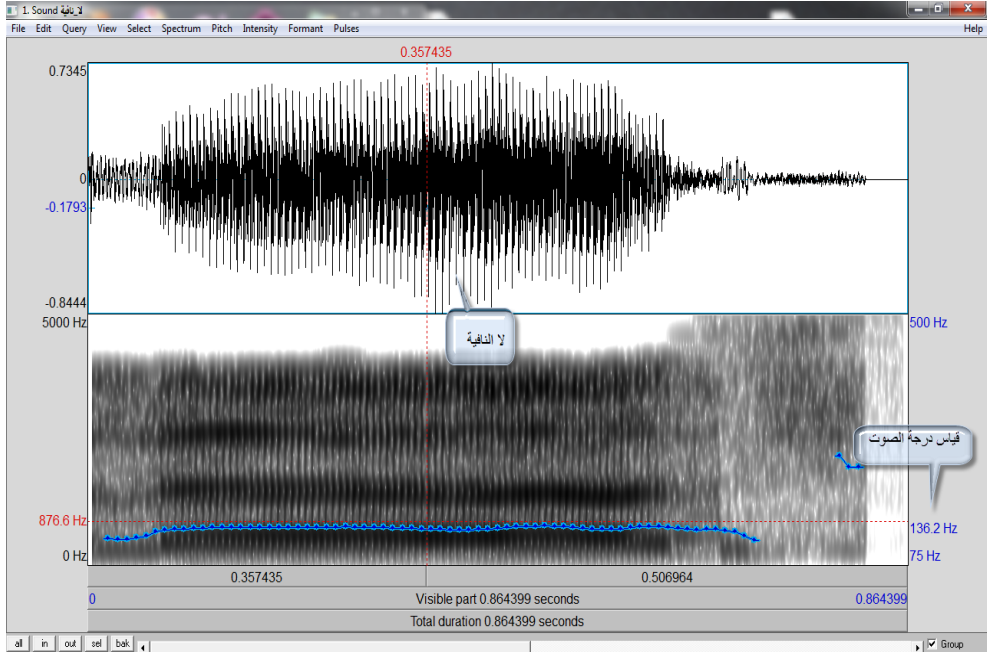 1. Sound لا_نافية
File Edit Query View Select Spectrum Pitch Intensity Formant Pulses Help
0.357435
0.7345
0
-0.1793
-0.8444
5000 Hz
500 Hz
لا النافية
قياس درجة الصوت
876.6 Hz
136.2 Hz
0 Hz
75 Hz
0.357435 0.506964
0 Visible part 0.864399 seconds 0.864399
Total duration 0.864399 seconds
all in out sel bak Group